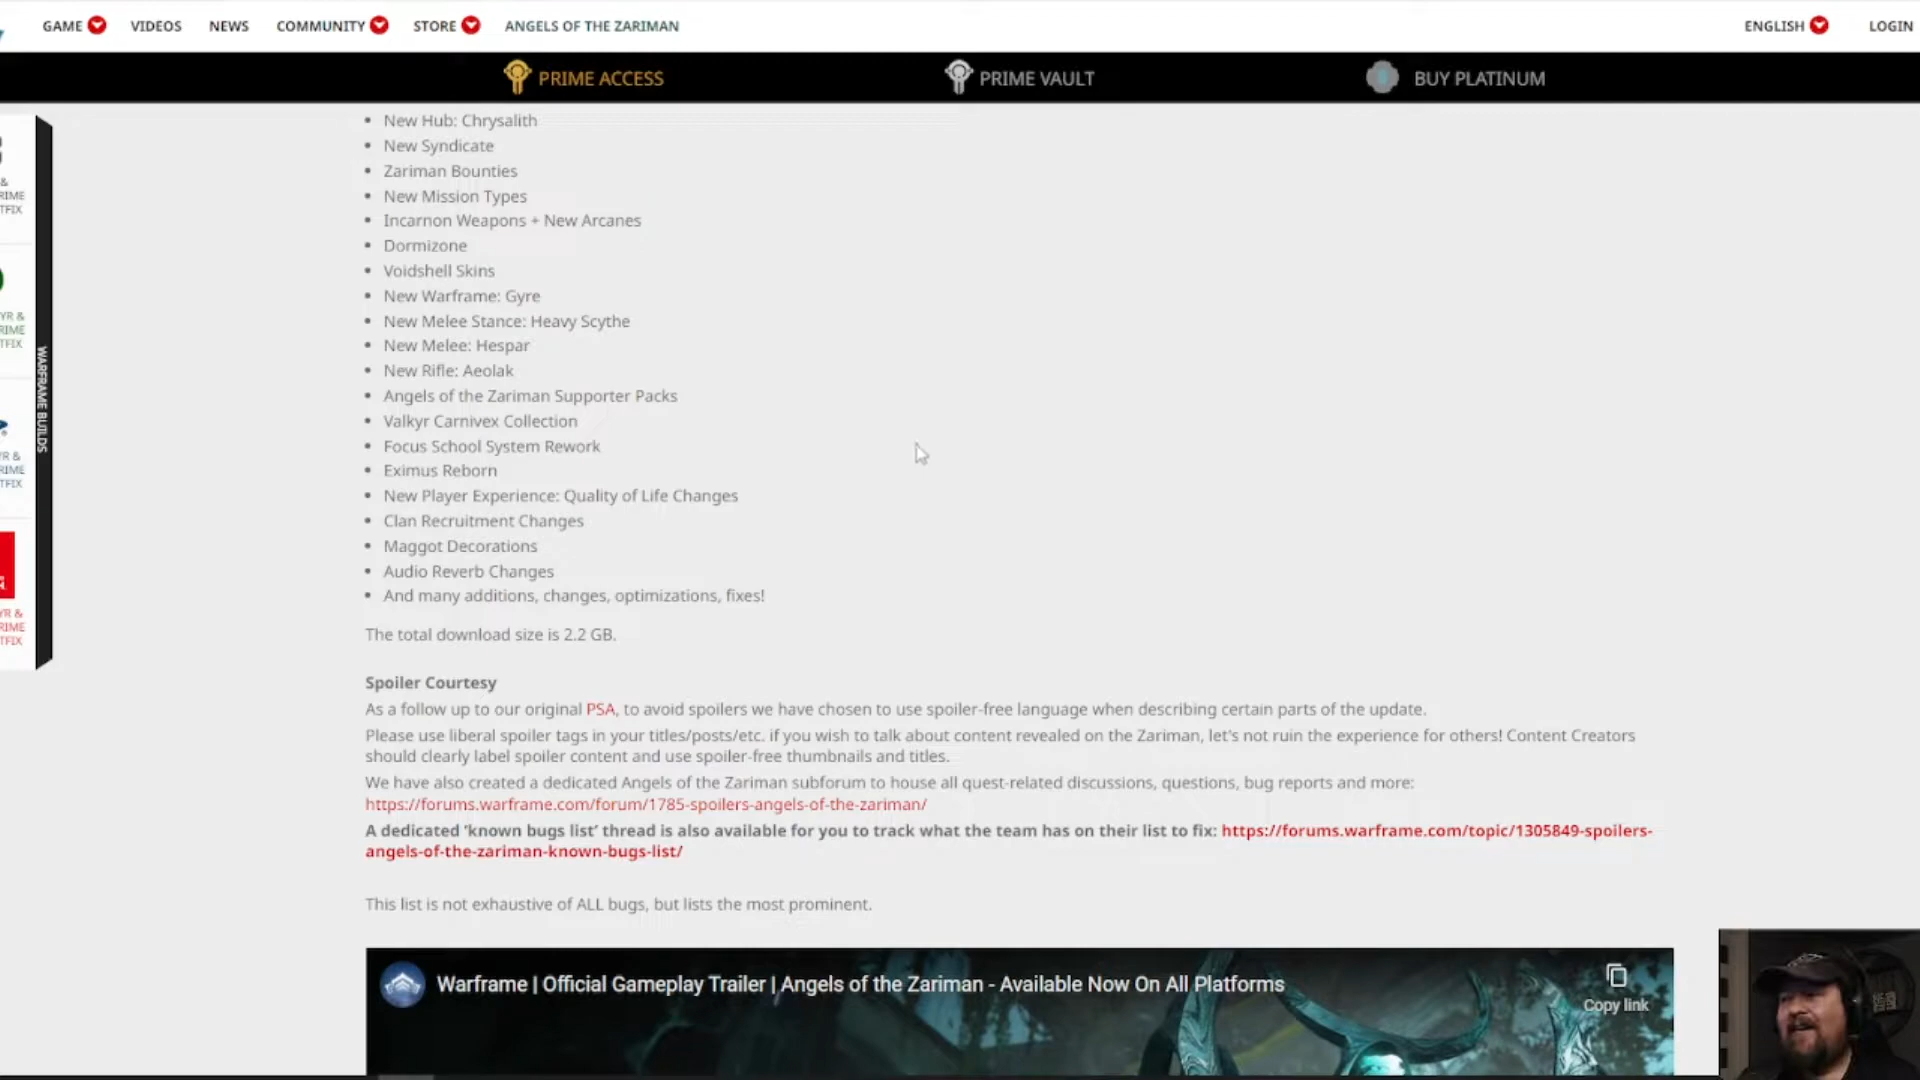 GAME VIDEOS NEWS COMMUNITY STORE ANGELS OF THE ZARIMAN ENGLISH LOGIN
PRIME ACCESS PRIME VAULT BUY PLATINUM
• New Hub: Chrysalith
• New Syndicate
• Zariman Bounties
• New Mission Types
• Incarnon Weapons + New Arcanes
• Dormizone
• Voidshell Skins
• New Warframe: Gyre
• New Melee Stance: Heavy Scythe
• New Melee: Hespar
• New Rifle: Aeolak
• Angels of the Zariman Supporter Packs
• Valkyr Carnivex Collection
• Focus School System Rework
• Eximus Reborn
• New Player Experience: Quality of Life Changes
• Clan Recruitment Changes
• Maggot Decorations
• Audio Reverb Changes
• And many additions, changes, optimizations, fixes!
The total download size is 2.2 GB.
Spoiler Courtesy
As a follow up to our original PSA, to avoid spoilers we have chosen to use spoiler-free language when describing certain parts of the update.
Please use liberal spoiler tags in your titles/posts/etc. if you wish to talk about content revealed on the Zariman, let's not ruin the experience for others! Content Creators
should clearly label spoiler content and use spoiler-free thumbnails and titles.
We have also created a dedicated Angels of the Zariman subforum to house all quest-related discussions, questions, bug reports and more:
https://forums.warframe.com/forum/1785-spoilers-angels-of-the-zariman/
A dedicated ‘known bugs list’ thread is also available for you to track what the team has on their list to fix: https://forums.warframe.com/topic/1305849-spoilers-
angels-of-the-zariman-known-bugs-list/
This list is not exhaustive of ALL bugs, but lists the most prominent.
Warframe | Official Gameplay Trailer | Angels of the Zariman - Available Now On All Platforms
Copy link
WARFRAME BUILDS
&
RIME
TFIX
YR &
RIME
TFIX
YR &
RIME
TFIX
YR &
RIME
TFIX